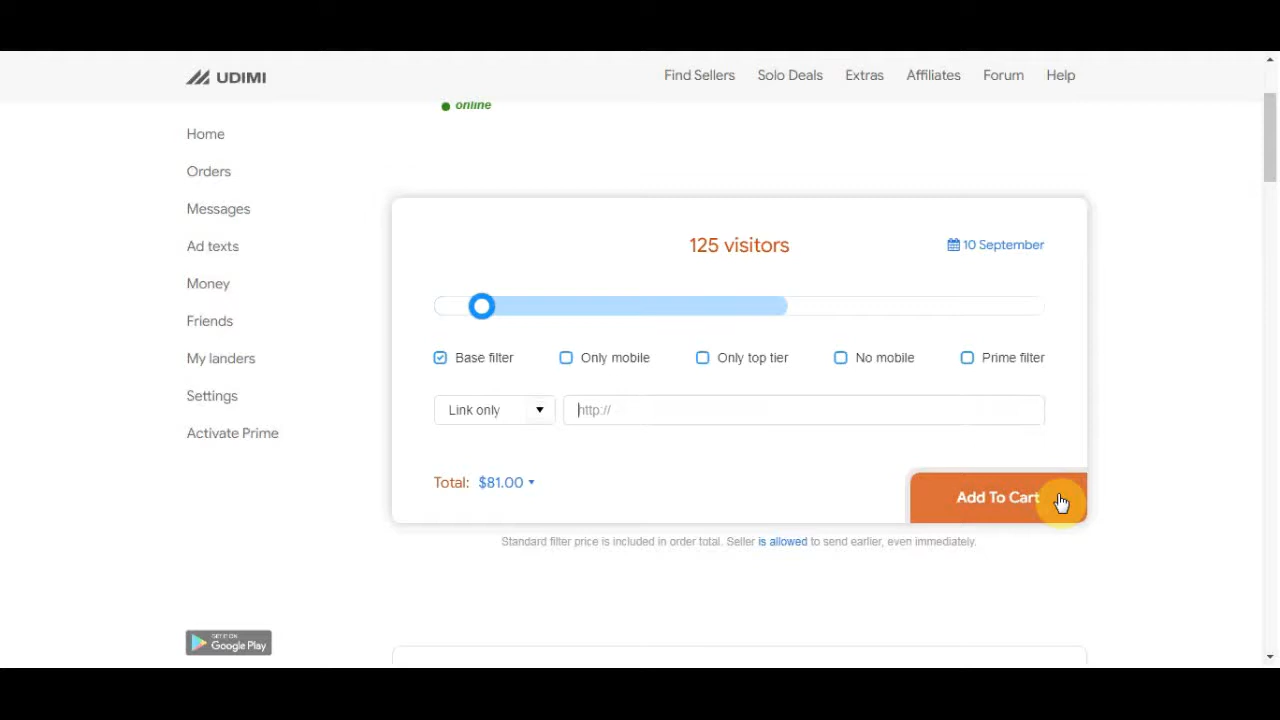 UDIMI
Find Sellers Solo Deals Extras Affiliates Forum Help
online
Home
Orders
Messages
Ad texts
Money
Friends
My landers
Settings
Activate Prime
125 visitors
10 September
Base filter Only mobile Only top tier No mobile Prime filter
Link only http://
Total: $81.00
Add To Cart
Standard filter price is included in order total. Seller is allowed to send earlier, even immediately.
GET IT ON
Google Play